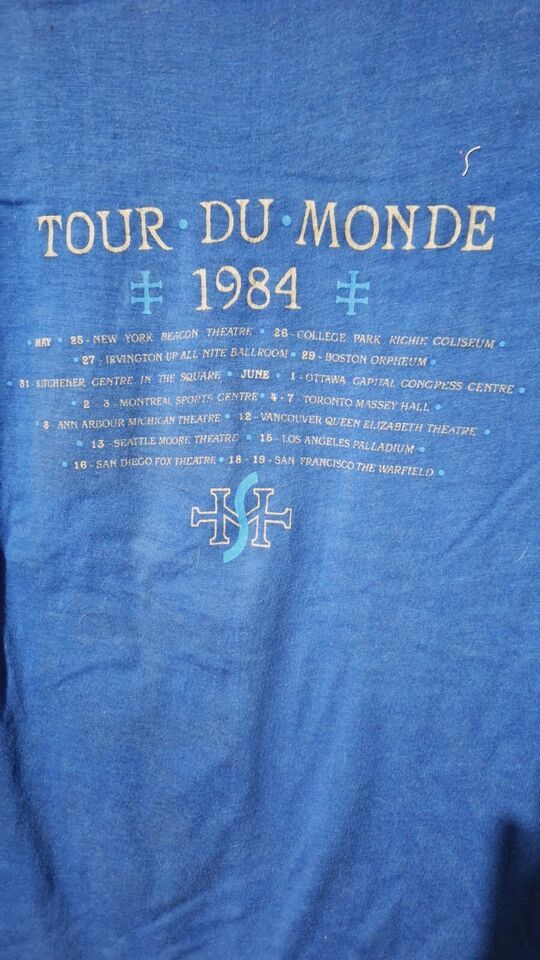 TOUR • DU • MONDE
1984
MAY • 25 - NEW YORK BEACON THEATRE • 26 - COLLEGE PARK RICHIE COLISEUM •
• 27 - IRVINGTON UP ALL NITE BALLROOM • 29 - BOSTON ORPHEUM •
• 31 KITCHENER CENTRE IN THE SQUARE • JUNE • 1 - OTTAWA CAPITAL CONGRESS CENTRE •
• 2 - 3 - MONTREAL SPORTS CENTRE • 4 - 7 TORONTO MASSEY HALL •
• 8 - ANN ARBOUR MICHIGAN THEATRE • 12 - VANCOUVER QUEEN ELIZABETH THEATRE •
• 13 - SEATTLE MOORE THEATRE • 15 - LOS ANGELES PALLADIUM •
• 16 - SAN DIEGO FOX THEATRE • 18 - 19 - SAN FRANCISCO THE WARFIELD •